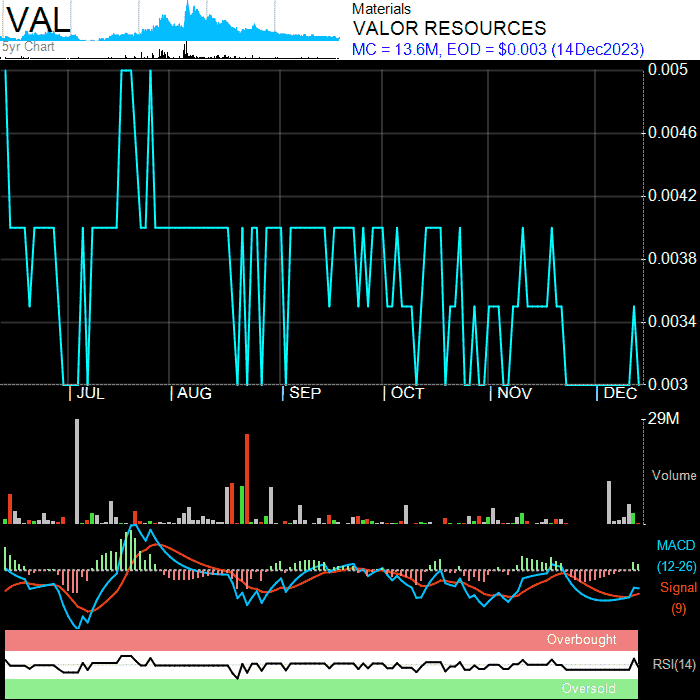 VAL
5yr Chart
Materials
VALOR RESOURCES
MC = 13.6M, EOD = $0.003 (14Dec2023)
0.005
0.0046
0.0042
0.0038
0.0034
0.003
JUL AUG SEP OCT NOV DEC
29M
Volume
MACD
(12-26)
Signal
(9)
Overbought
RSI(14)
Oversold